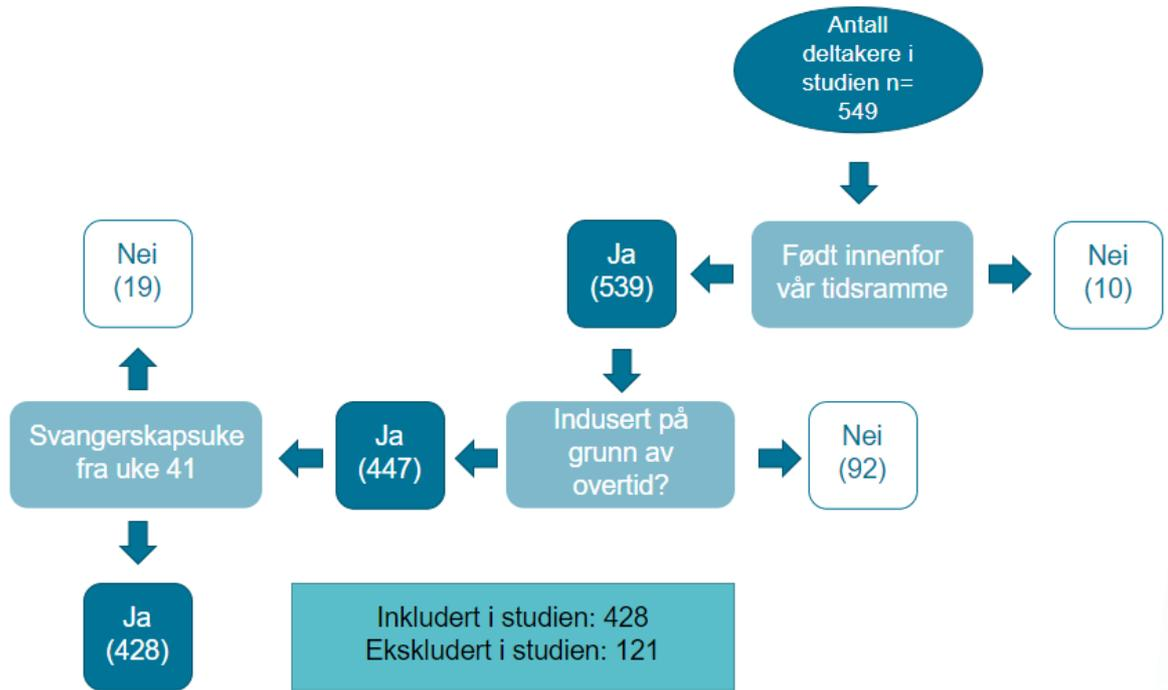 Antall
deltakere i
studien n=
549
Født innenfor
vår tidsramme
Nei
(10)
Ja
(539)
Indusert på
grunn av
overtid?
Nei
(92)
Ja
(447)
Svangerskapsuke
fra uke 41
Nei
(19)
Ja
(428)
Inkludert i studien: 428
Ekskludert i studien: 121